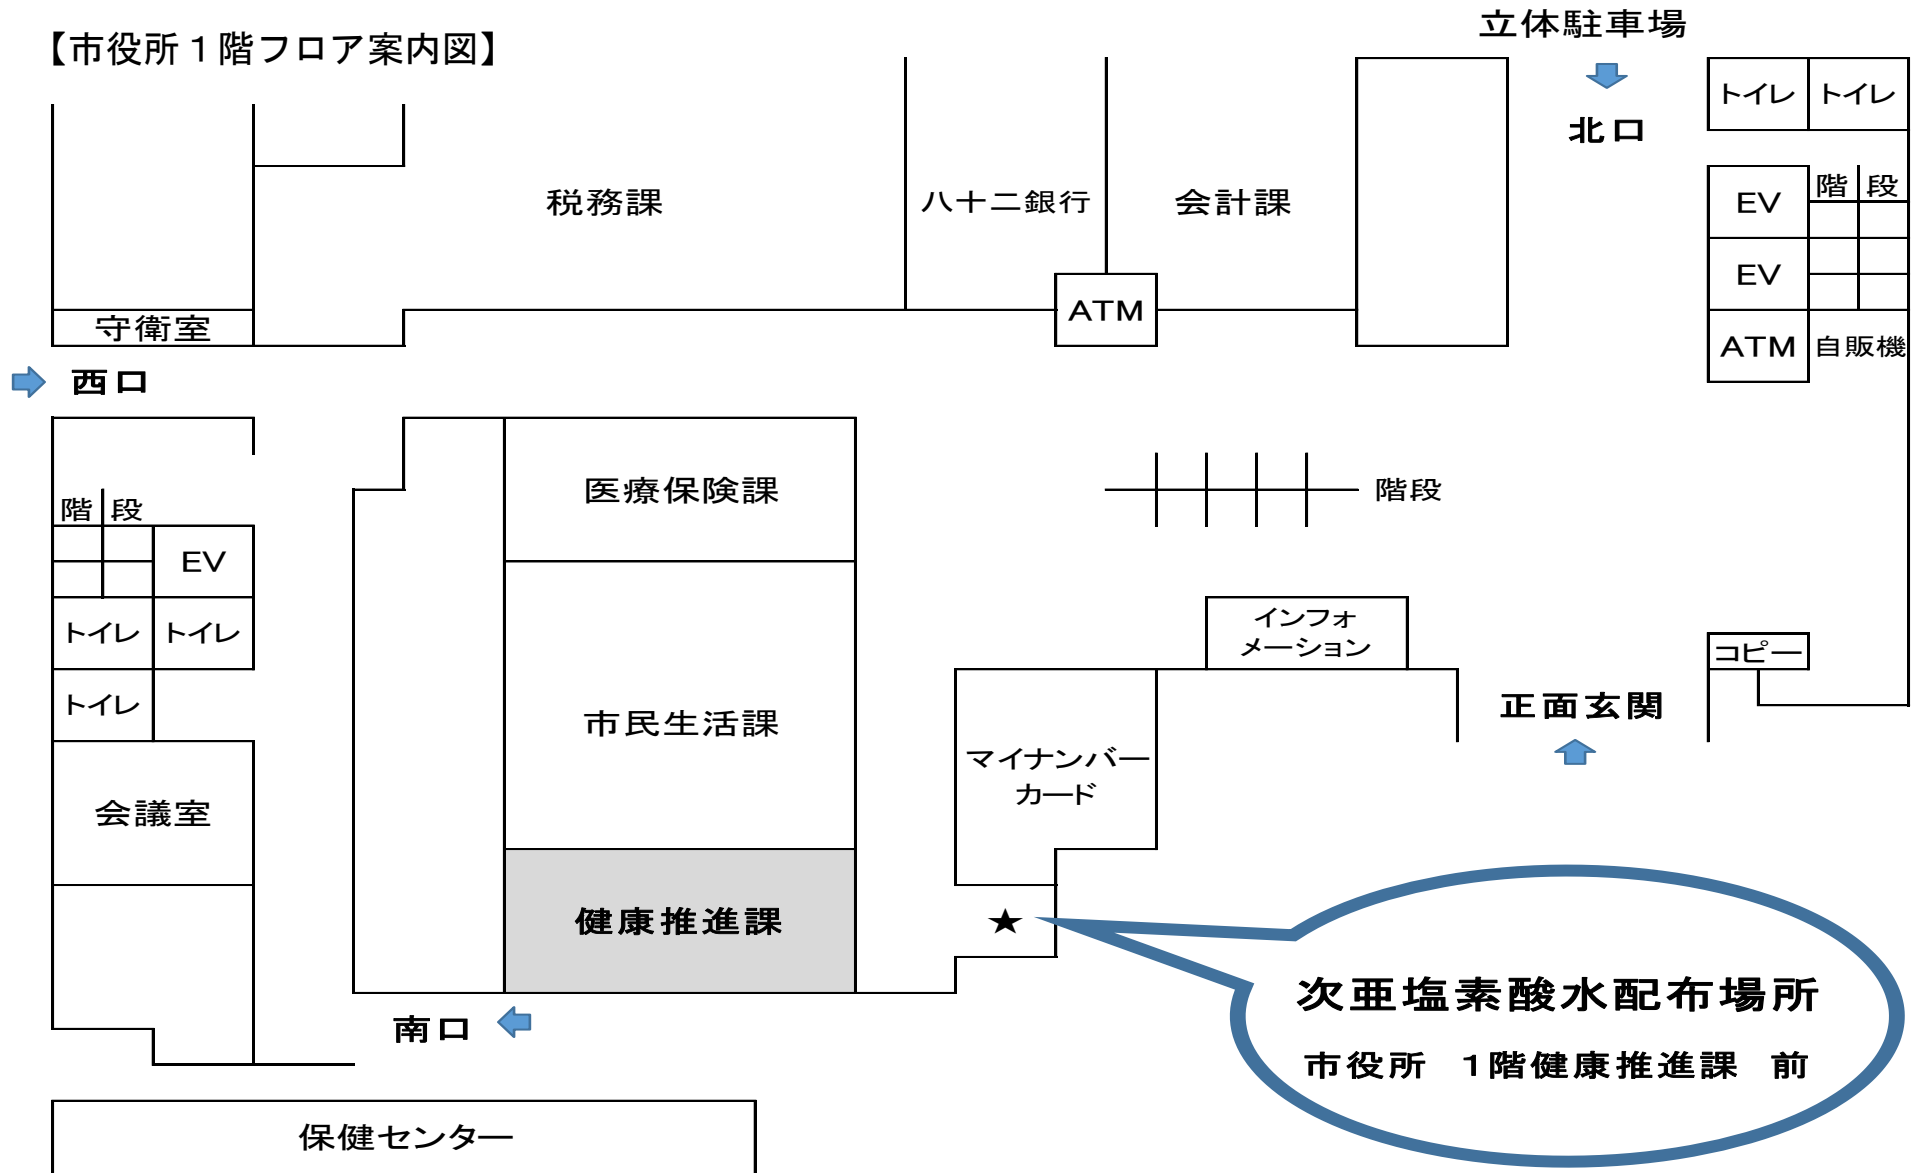 【市役所１階フロア案内図】
立体駐車場
北口
トイレ トイレ
税務課
八十二銀行
会計課
EV
階 段
EV
ATM
守衛室
ATM
自販機
西口
医療保険課
階段
階 段
EV
インフォ
メーション
トイレ トイレ
コピー
トイレ
市民生活課
正面玄関
マイナンバー
カード
会議室
健康推進課
★
次亜塩素酸水配布場所
南口
市役所　１階健康推進課　前
保健センター